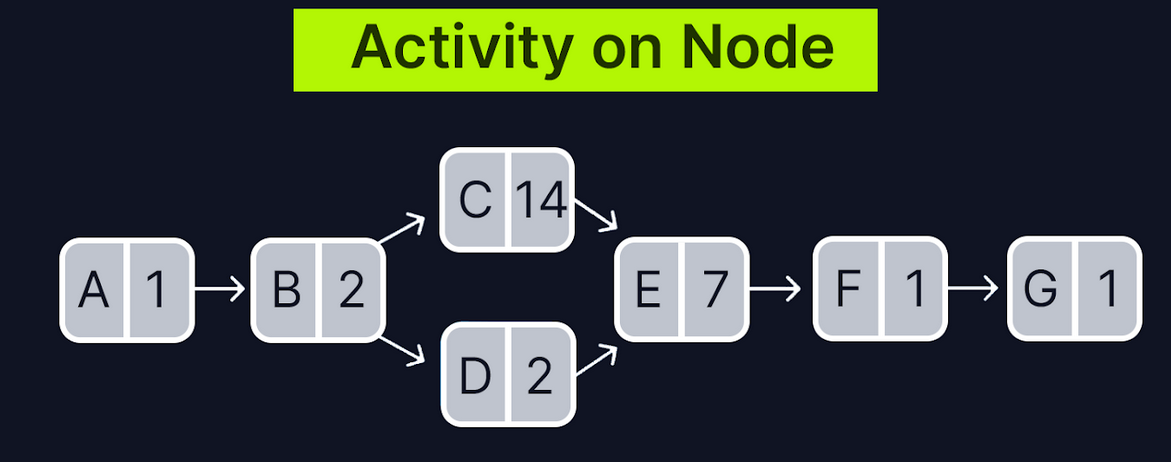 Activity on Node
C 14
A 1
B 2
E 7
F 1
G 1
D 2